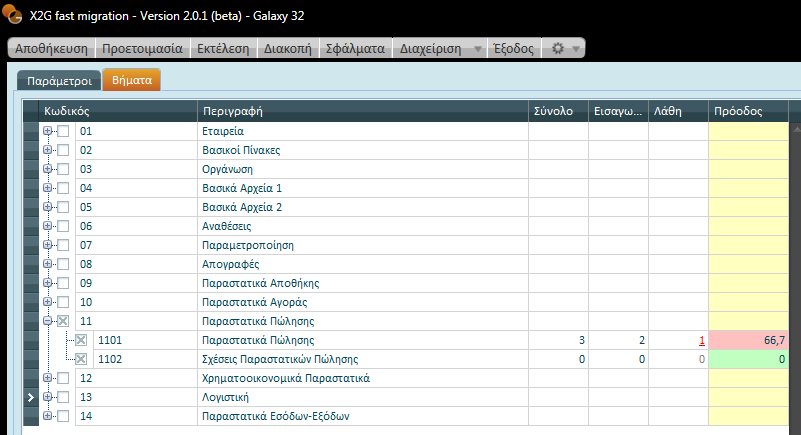 X2G fast migration - Version 2.0.1 (beta) - Galaxy 32
Αποθήκευση Προετοιμασία Εκτέλεση Διακοπή Σφάλματα Διαχείριση Έξοδος
Παράμετροι Βήματα
Κωδικός Περιγραφή Σύνολο Εισαγω... Λάθη Πρόοδος
01 Εταιρεία
02 Βασικοί Πίνακες
03 Οργάνωση
04 Βασικά Αρχεία 1
05 Βασικά Αρχεία 2
06 Αναθέσεις
07 Παραμετροποίηση
08 Απογραφές
09 Παραστατικά Αποθήκης
10 Παραστατικά Αγοράς
11 Παραστατικά Πώλησης
1101 Παραστατικά Πώλησης 3 2 1 66,7
1102 Σχέσεις Παραστατικών Πώλησης 0 0 0 0
12 Χρηματοοικονομικά Παραστατικά
13 Λογιστική
14 Παραστατικά Εσόδων-Εξόδων